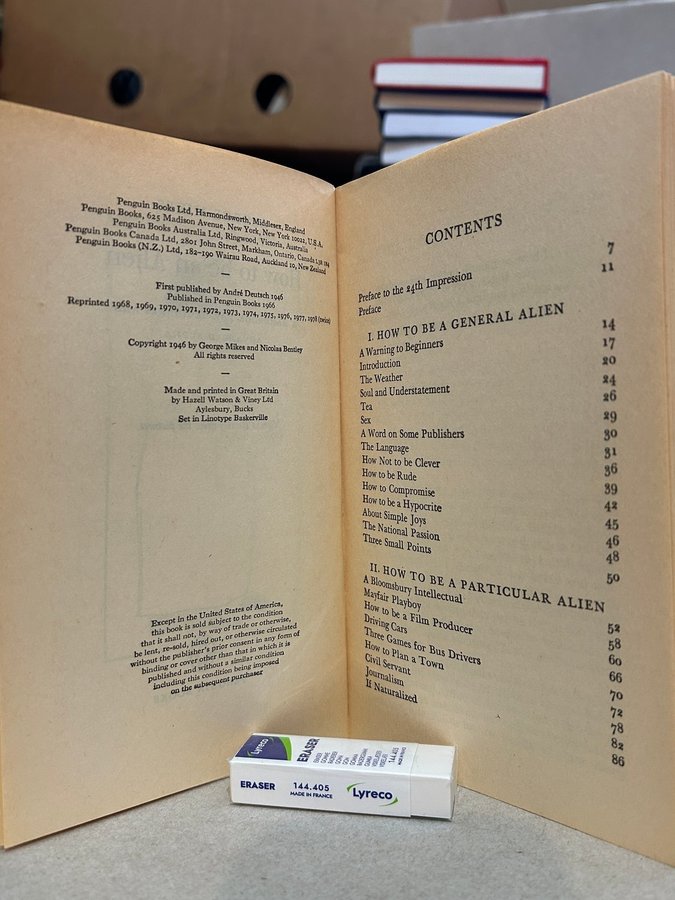 Penguin Books Ltd, Harmondsworth, Middlesex, England
Penguin Books, 625 Madison Avenue, New York, New York 10022, U.S.A.
Penguin Books Australia Ltd, Ringwood, Victoria, Australia
Penguin Books Canada Ltd, 2801 John Street, Markham, Ontario, Canada L3R 1B4
Penguin Books (N.Z.) Ltd, 182–190 Wairau Road, Auckland 10, New Zealand
First published by André Deutsch 1946
Published in Penguin Books 1966
Reprinted 1968, 1969, 1970, 1971, 1972, 1973, 1974, 1975, 1976, 1977, 1978 (twice)
Copyright 1946 by George Mikes and Nicolas Bentley
All rights reserved
Made and printed in Great Britain
by Hazell Watson & Viney Ltd
Aylesbury, Bucks
Set in Linotype Baskerville
Except in the United States of America,
this book is sold subject to the condition
that it shall not, by way of trade or otherwise,
be lent, re-sold, hired out, or otherwise circulated
without the publisher's prior consent in any form of
binding or cover other than that in which it is
published and without a similar condition
including this condition being imposed
on the subsequent purchaser
CONTENTS
Preface to the 24th Impression 7
Preface 11
I. HOW TO BE A GENERAL ALIEN
A Warning to Beginners 14
Introduction 17
The Weather 20
Soul and Understatement 24
Tea 26
Sex 29
A Word on Some Publishers 30
The Language 31
How Not to be Clever 36
How to be Rude 39
How to Compromise 42
How to be a Hypocrite 45
About Simple Joys 46
The National Passion 48
Three Small Points 50
II. HOW TO BE A PARTICULAR ALIEN
A Bloomsbury Intellectual 52
Mayfair Playboy 58
How to be a Film Producer 60
Driving Cars 66
Three Games for Bus Drivers 70
How to Plan a Town 72
Civil Servant 78
Journalism 82
If Naturalized 86
Lyreco
ERASER
144.405
ERASER
144.405
MADE IN FRANCE
Lyreco